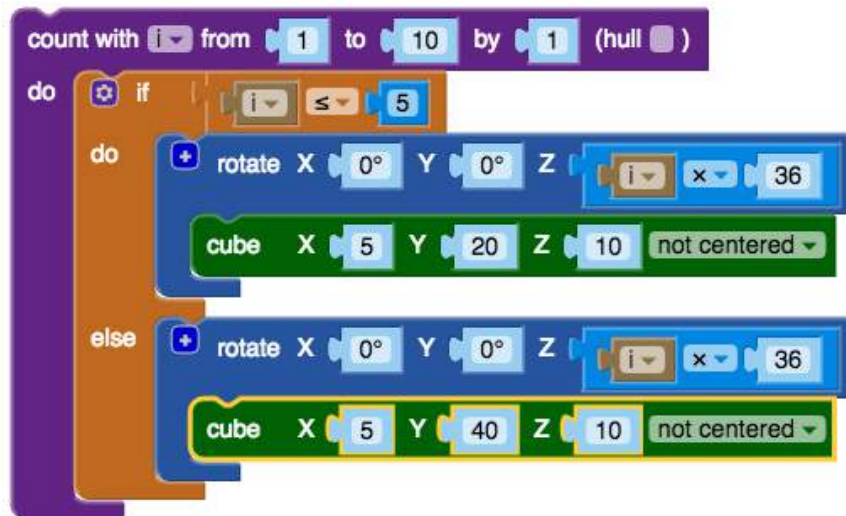 count with i from 1 to 10 by 1 (hull )
do if i ≤ 5
do rotate X 0° Y 0° Z i × 36
cube X 5 Y 20 Z 10 not centered
else rotate X 0° Y 0° Z i × 36
cube X 5 Y 40 Z 10 not centered